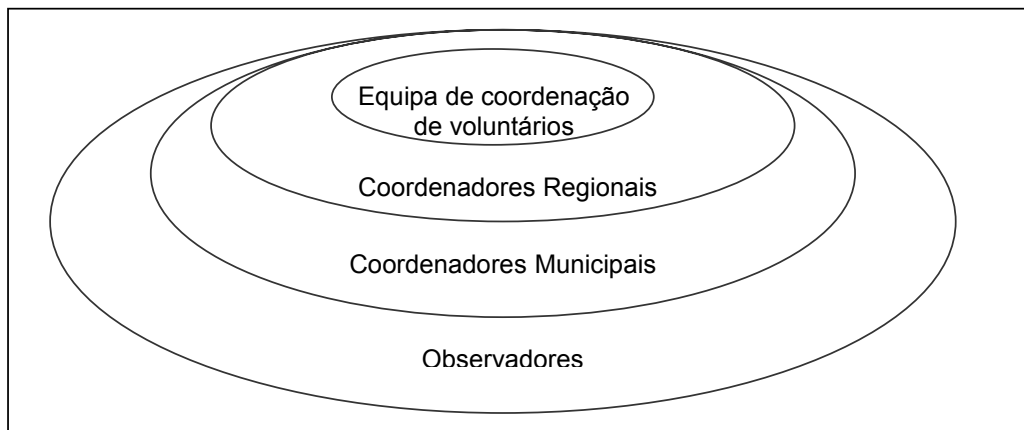 Equipa de coordenação
de voluntários
Coordenadores Regionais
Coordenadores Municipais
Observadores